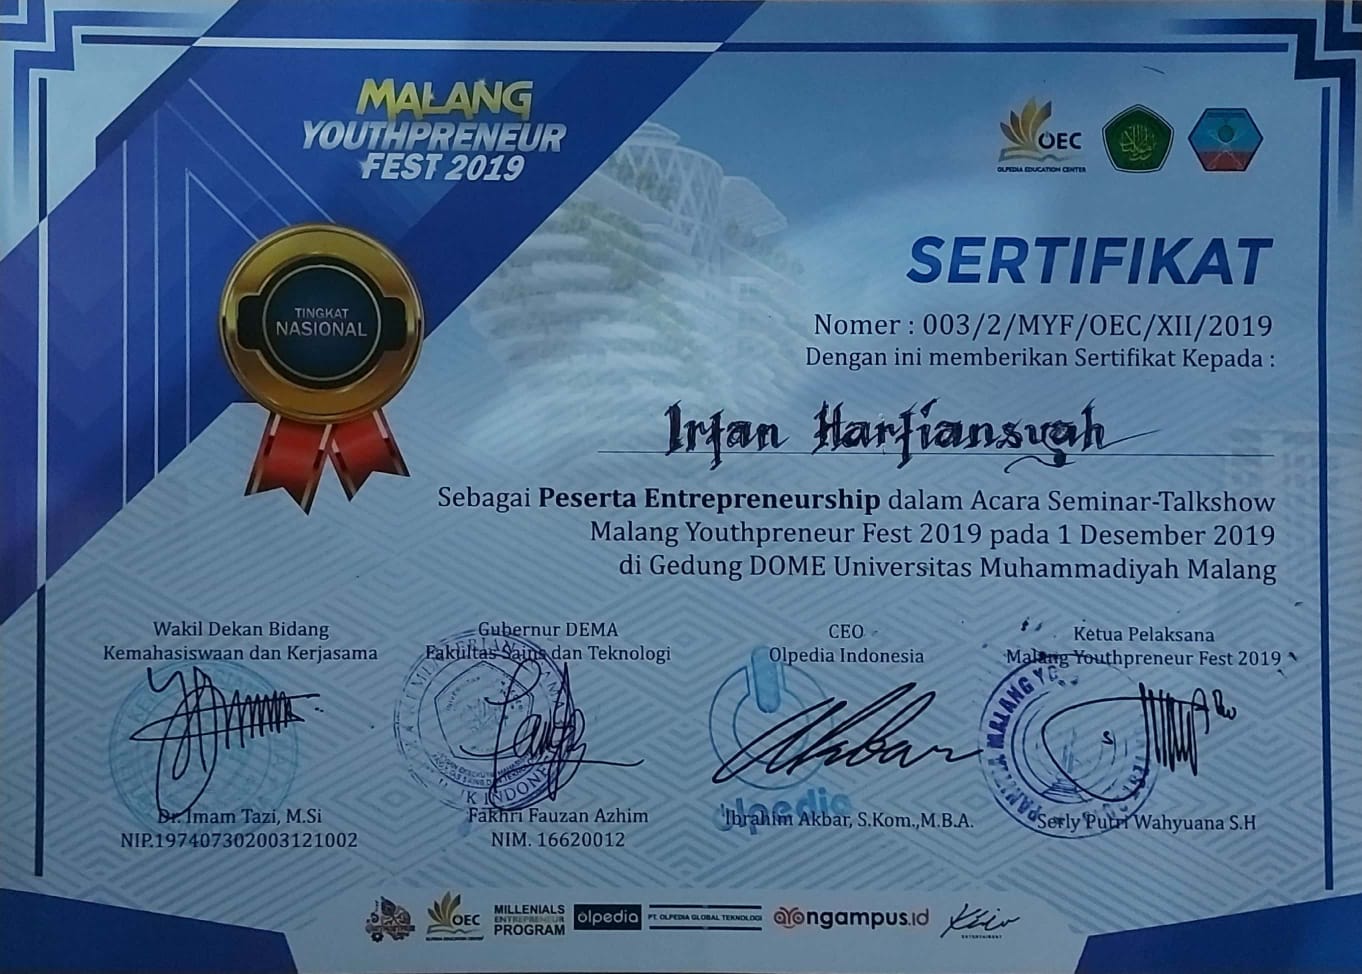 MALANG
YOUTHPRENEUR
FEST 2019
OEC
OLPEDIA EDUCATION CENTER
TINGKAT
NASIONAL
SERTIFIKAT
Nomer : 003/2/MYF/OEC/XII/2019
Dengan ini memberikan Sertifikat Kepada :
Irfan Harfiansyah
Sebagai Peserta Entrepreneurship dalam Acara Seminar-Talkshow
Malang Youthpreneur Fest 2019 pada 1 Desember 2019
di Gedung DOME Universitas Muhammadiyah Malang
Wakil Dekan Bidang
Kemahasiswaan dan Kerjasama
Dr. Imam Tazi, M.Si
NIP.197407302003121002
Gubernur DEMA
Fakultas Sains dan Teknologi
Fakhri Fauzan Azhim
NIM. 16620012
CEO
Olpedia Indonesia
Akbar
olpedia
Ibrahim Akbar, S.Kom.,M.B.A.
Ketua Pelaksana
Malang Youthpreneur Fest 2019
Serly Putri Wahyuana S.H
OEC
OLPEDIA EDUCATION CENTER
MILLENIALS
ENTREPRENEUR
PROGRAM
olpedia
PT. OLPEDIA GLOBAL TEKNOLOGI
ayongampus.id